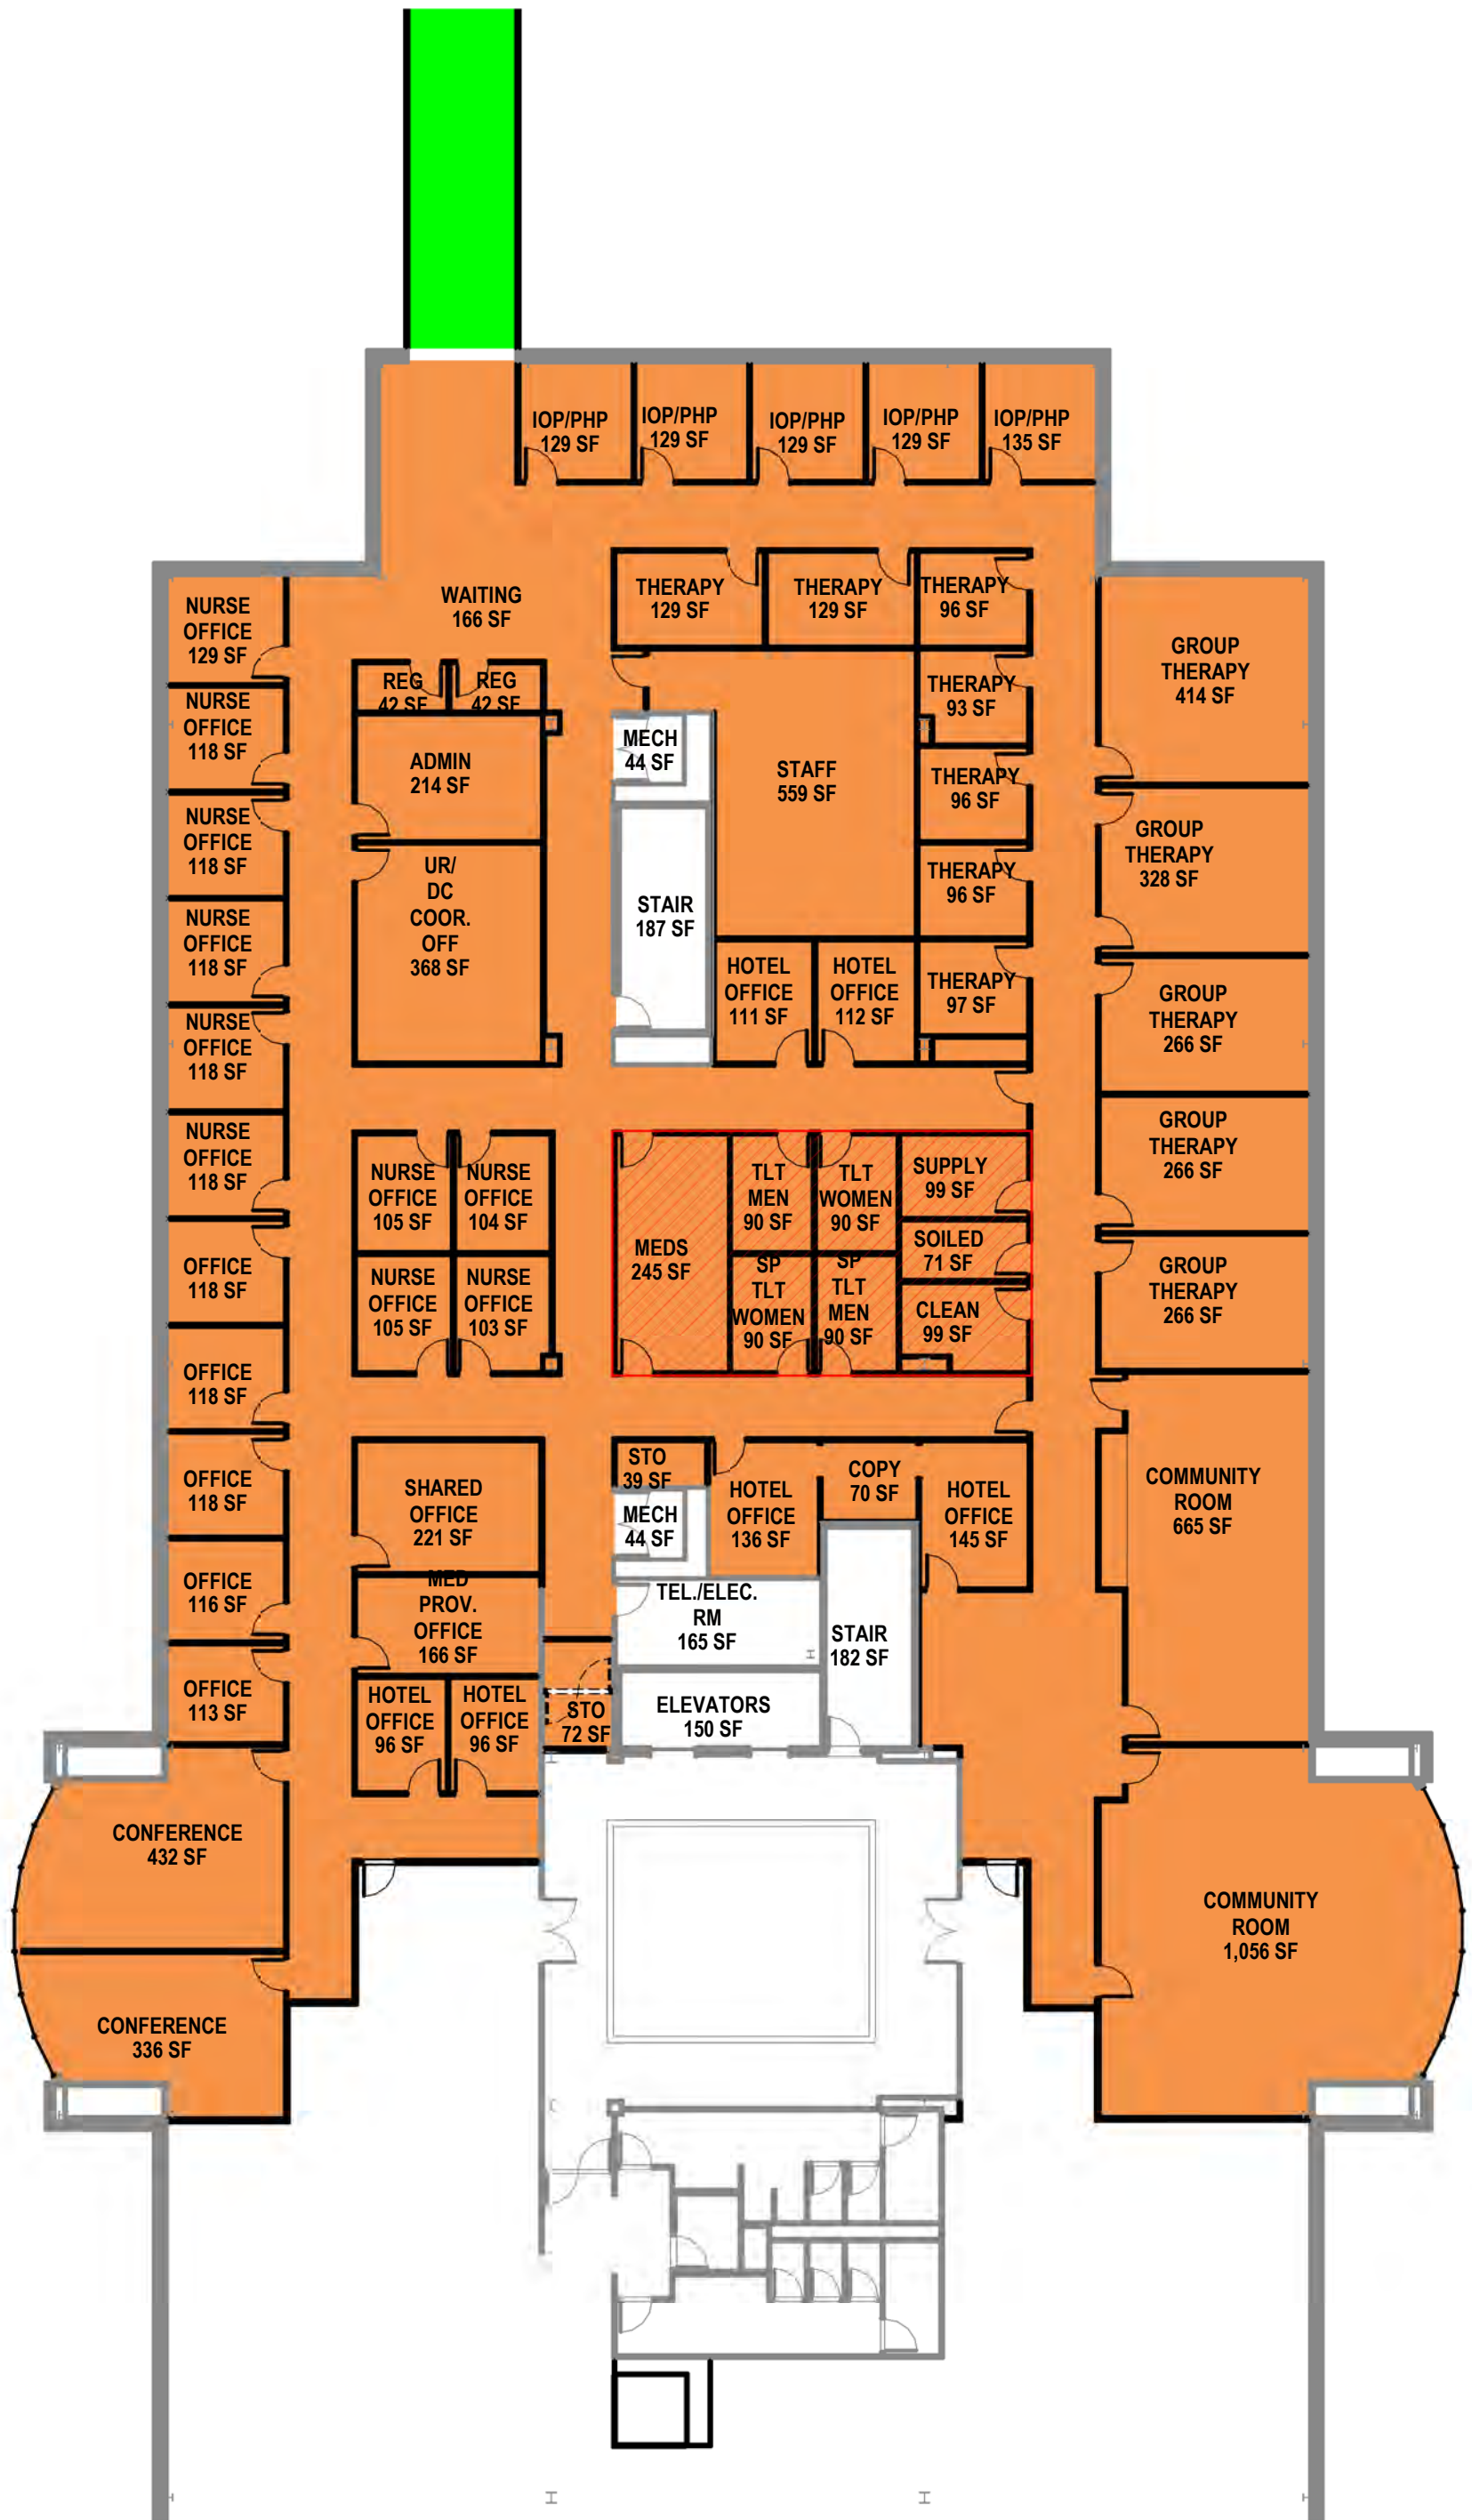 IOP/PHP
129 SF
IOP/PHP
129 SF
IOP/PHP
129 SF
IOP/PHP
129 SF
IOP/PHP
135 SF
WAITING
166 SF
THERAPY
129 SF
THERAPY
129 SF
THERAPY
96 SF
NURSE
OFFICE
129 SF
GROUP
THERAPY
414 SF
REG
42 SF
REG
42 SF
THERAPY
93 SF
NURSE
OFFICE
118 SF
ADMIN
214 SF
MECH
44 SF
STAFF
559 SF
THERAPY
96 SF
NURSE
OFFICE
118 SF
GROUP
THERAPY
328 SF
UR/
DC
COOR.
OFF
368 SF
THERAPY
96 SF
STAIR
187 SF
NURSE
OFFICE
118 SF
HOTEL
OFFICE
111 SF
HOTEL
OFFICE
112 SF
THERAPY
97 SF
GROUP
THERAPY
266 SF
NURSE
OFFICE
118 SF
NURSE
OFFICE
118 SF
GROUP
THERAPY
266 SF
NURSE
OFFICE
105 SF
NURSE
OFFICE
104 SF
TLT
MEN
90 SF
TLT
WOMEN
90 SF
SUPPLY
99 SF
MEDS
245 SF
SOILED
71 SF
OFFICE
118 SF
NURSE
OFFICE
105 SF
NURSE
OFFICE
103 SF
SP
TLT
WOMEN
90 SF
SP
TLT
MEN
90 SF
CLEAN
99 SF
GROUP
THERAPY
266 SF
OFFICE
118 SF
OFFICE
118 SF
SHARED
OFFICE
221 SF
STO
39 SF
MECH
44 SF
HOTEL
OFFICE
136 SF
COPY
70 SF
HOTEL
OFFICE
145 SF
COMMUNITY
ROOM
665 SF
OFFICE
116 SF
MED
PROV.
OFFICE
166 SF
TEL./ELEC.
RM
165 SF
STAIR
182 SF
OFFICE
113 SF
HOTEL
OFFICE
96 SF
HOTEL
OFFICE
96 SF
STO
72 SF
ELEVATORS
150 SF
CONFERENCE
432 SF
COMMUNITY
ROOM
1,056 SF
CONFERENCE
336 SF